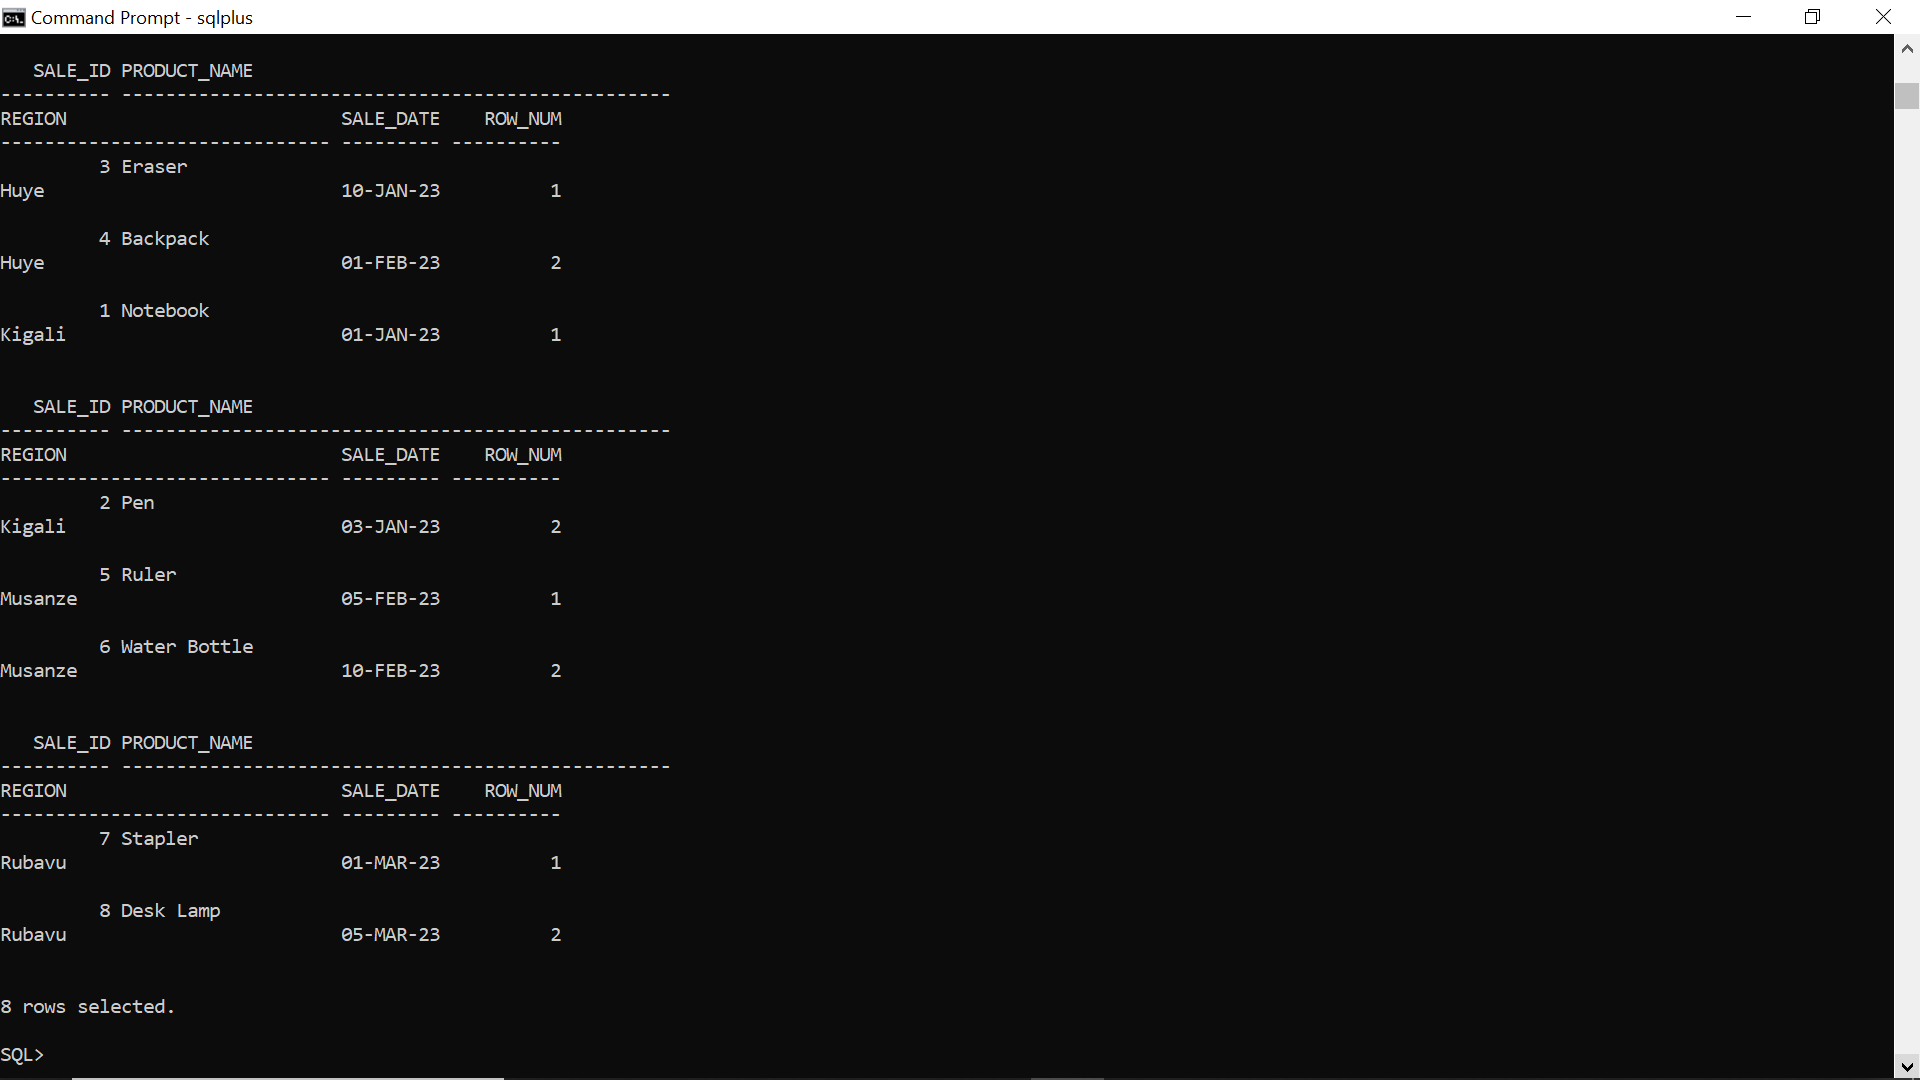 Command Prompt - sqlplus
   SALE_ID PRODUCT_NAME
---------- --------------------------------------------------
REGION                         SALE_DATE    ROW_NUM
------------------------------ --------- ----------
         3 Eraser
Huye                           10-JAN-23          1
         4 Backpack
Huye                           01-FEB-23          2
         1 Notebook
Kigali                         01-JAN-23          1
   SALE_ID PRODUCT_NAME
---------- --------------------------------------------------
REGION                         SALE_DATE    ROW_NUM
------------------------------ --------- ----------
         2 Pen
Kigali                         03-JAN-23          2
         5 Ruler
Musanze                        05-FEB-23          1
         6 Water Bottle
Musanze                        10-FEB-23          2
   SALE_ID PRODUCT_NAME
---------- --------------------------------------------------
REGION                         SALE_DATE    ROW_NUM
------------------------------ --------- ----------
         7 Stapler
Rubavu                         01-MAR-23          1
         8 Desk Lamp
Rubavu                         05-MAR-23          2
8 rows selected.
SQL>